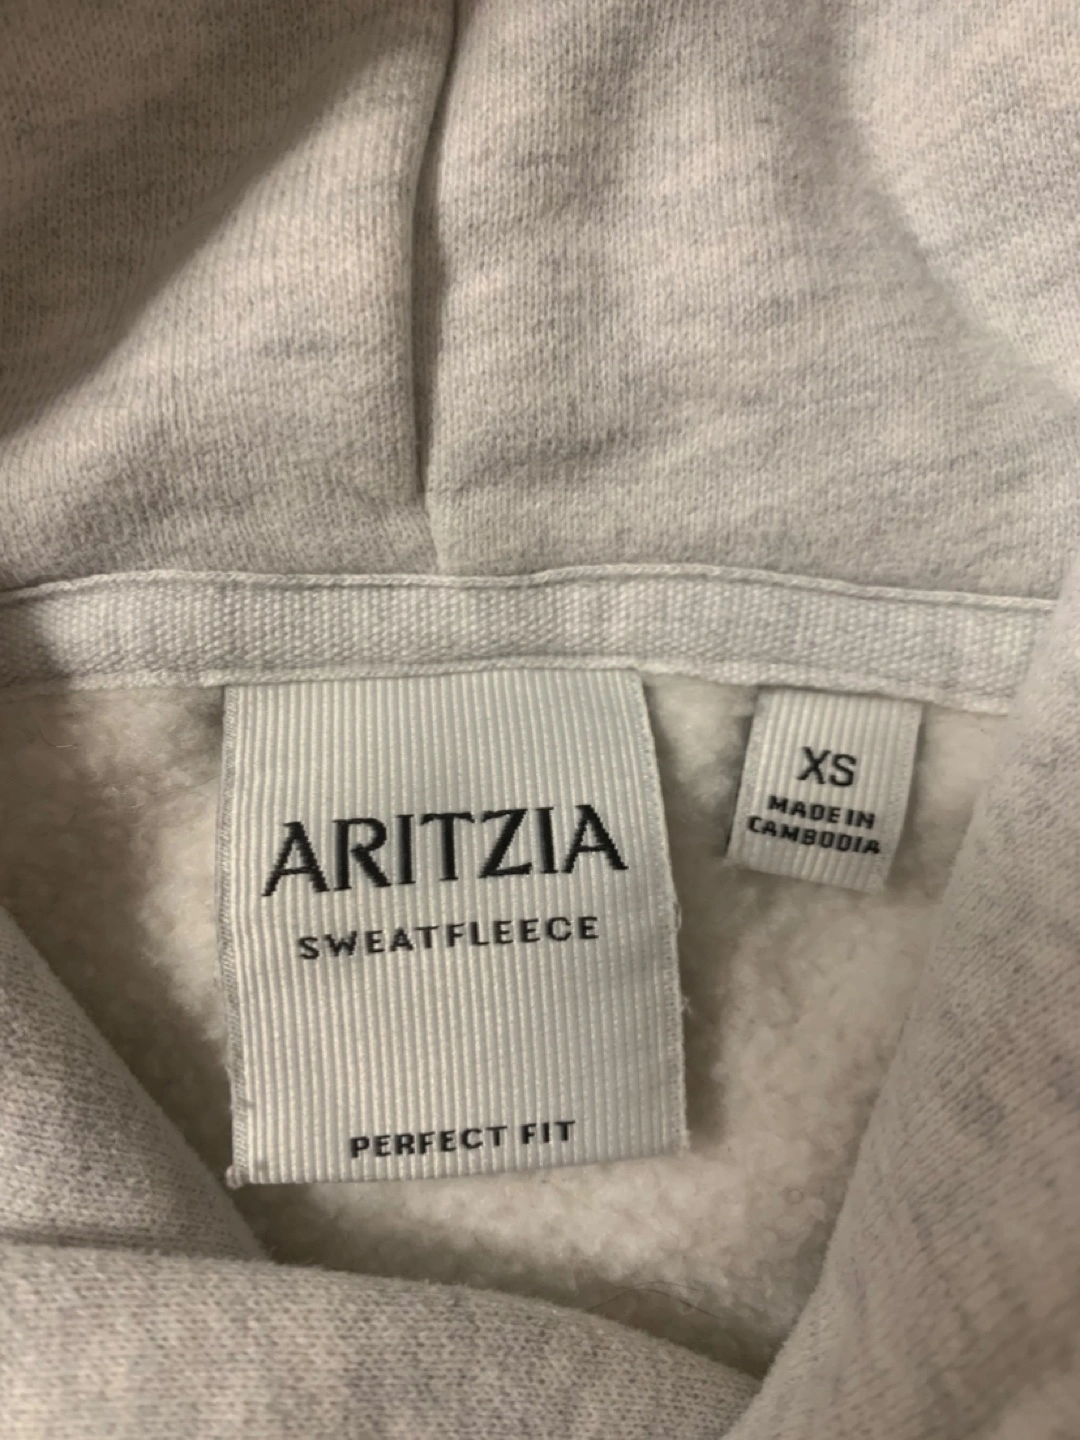 ARITZIA
SWEATFLEECE
PERFECT FIT
XS
MADE IN
CAMBODIA